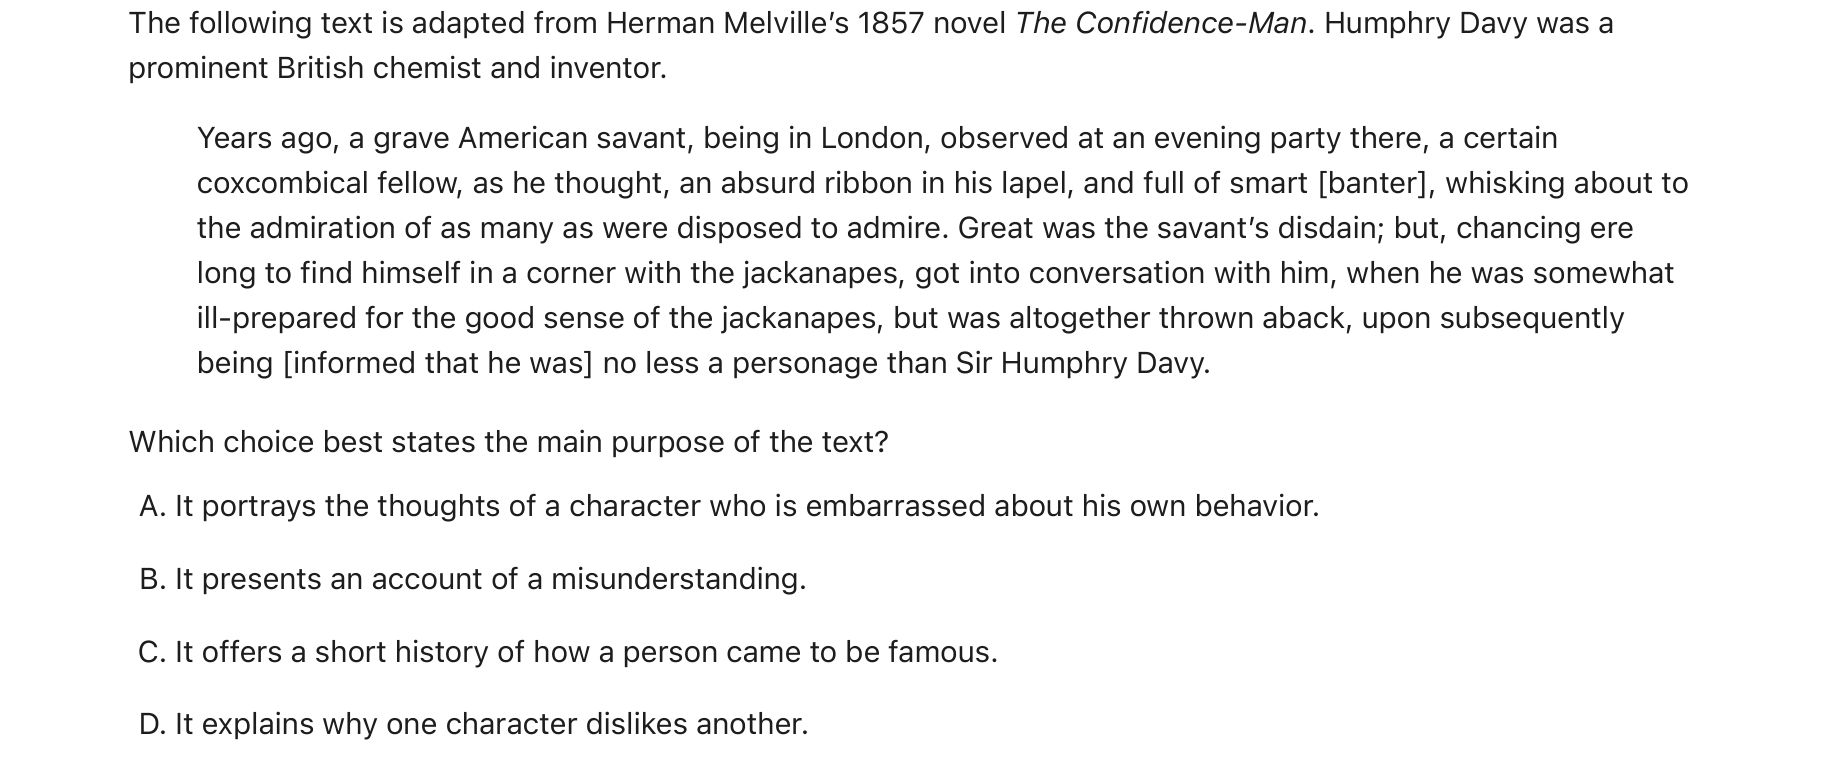 The following text is adapted from Herman Melville’s 1857 novel The Confidence-Man. Humphry Davy was a
prominent British chemist and inventor.
Years ago, a grave American savant, being in London, observed at an evening party there, a certain
coxcombical fellow, as he thought, an absurd ribbon in his lapel, and full of smart [banter], whisking about to
the admiration of as many as were disposed to admire. Great was the savant’s disdain; but, chancing ere
long to find himself in a corner with the jackanapes, got into conversation with him, when he was somewhat
ill-prepared for the good sense of the jackanapes, but was altogether thrown aback, upon subsequently
being [informed that he was] no less a personage than Sir Humphry Davy.
Which choice best states the main purpose of the text?
A. It portrays the thoughts of a character who is embarrassed about his own behavior.
B. It presents an account of a misunderstanding.
C. It offers a short history of how a person came to be famous.
D. It explains why one character dislikes another.